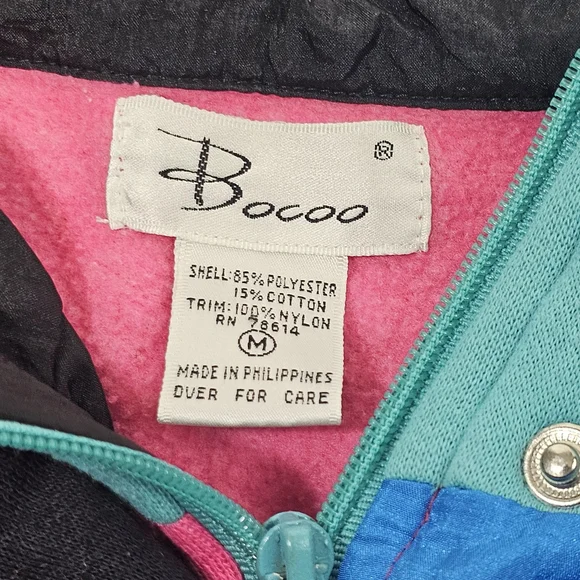 Bocoo ®
SHELL: 85% POLYESTER
15% COTTON
TRIM: 100% NYLON
RN 78614
M
MADE IN PHILIPPINES
OVER FOR CARE